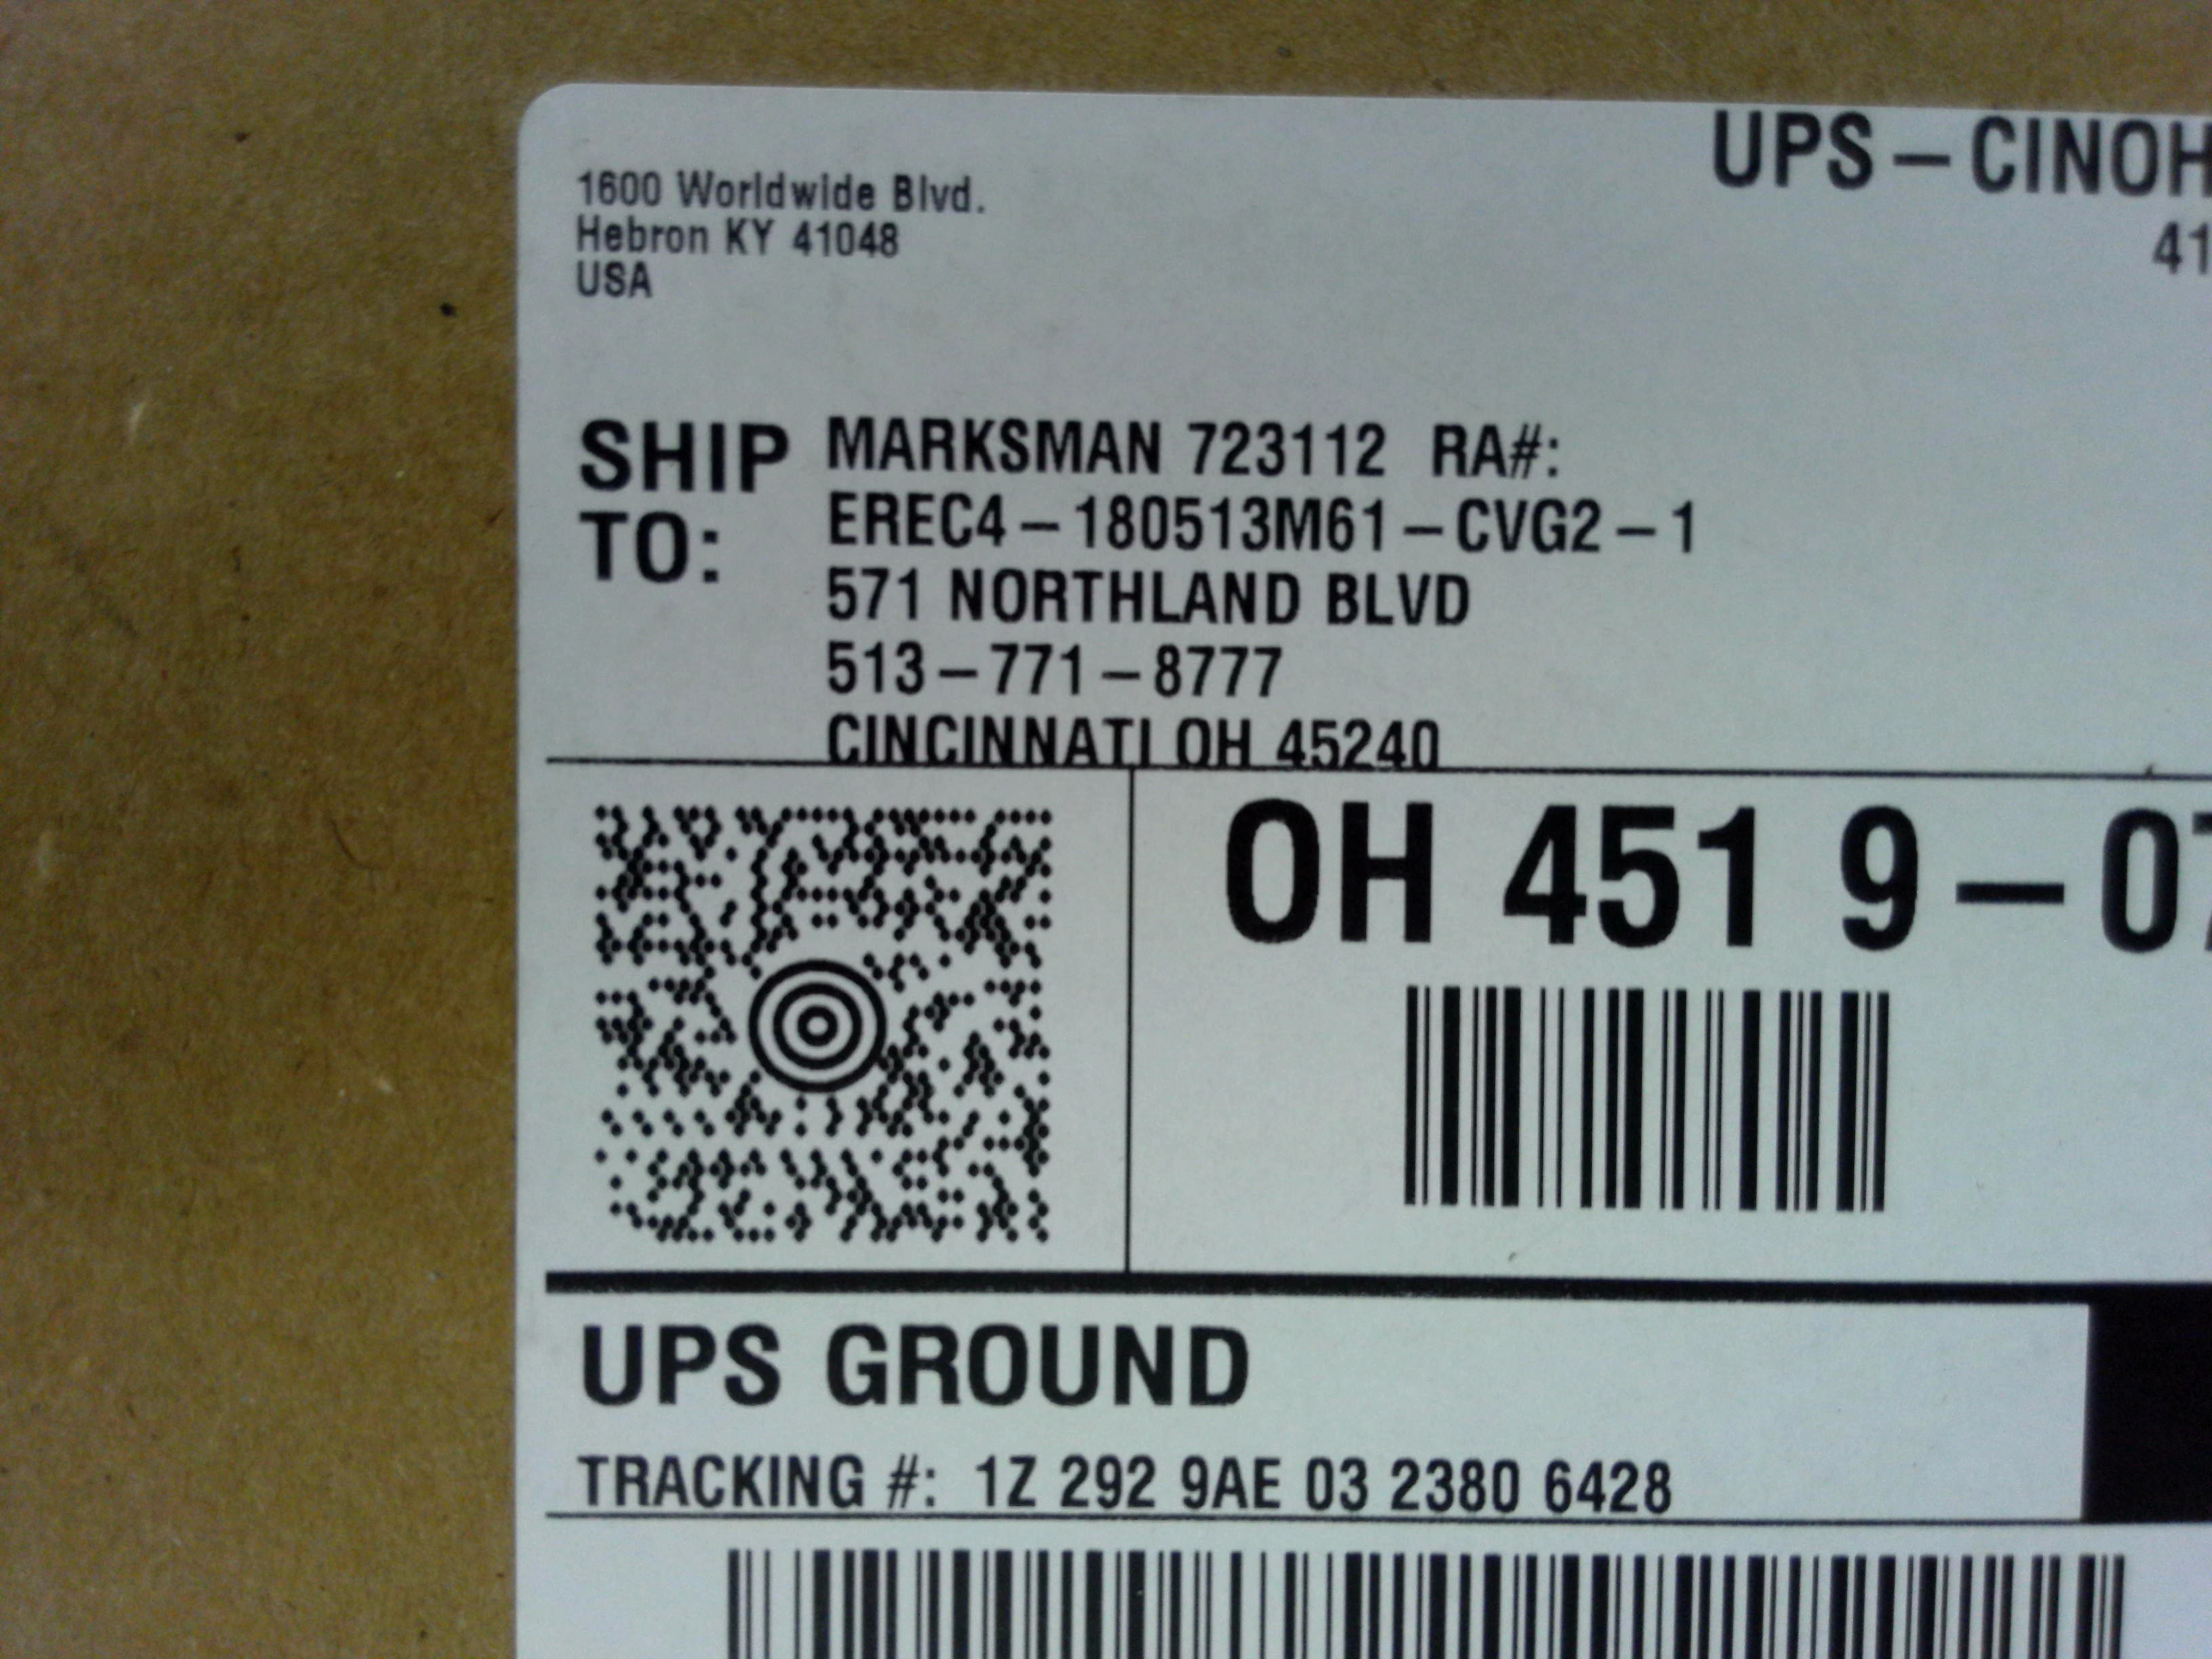 UPS – CINOH
41
1600 Worldwide Blvd.
Hebron KY 41048
USA
SHIP TO:
MARKSMAN 723112 RA#:
EREC4 – 180513M61 – CVG2 – 1
571 NORTHLAND BLVD
513 – 771 – 8777
CINCINNATI OH 45240
OH 451 9 – 07
UPS GROUND
TRACKING #: 1Z 292 9AE 03 2380 6428